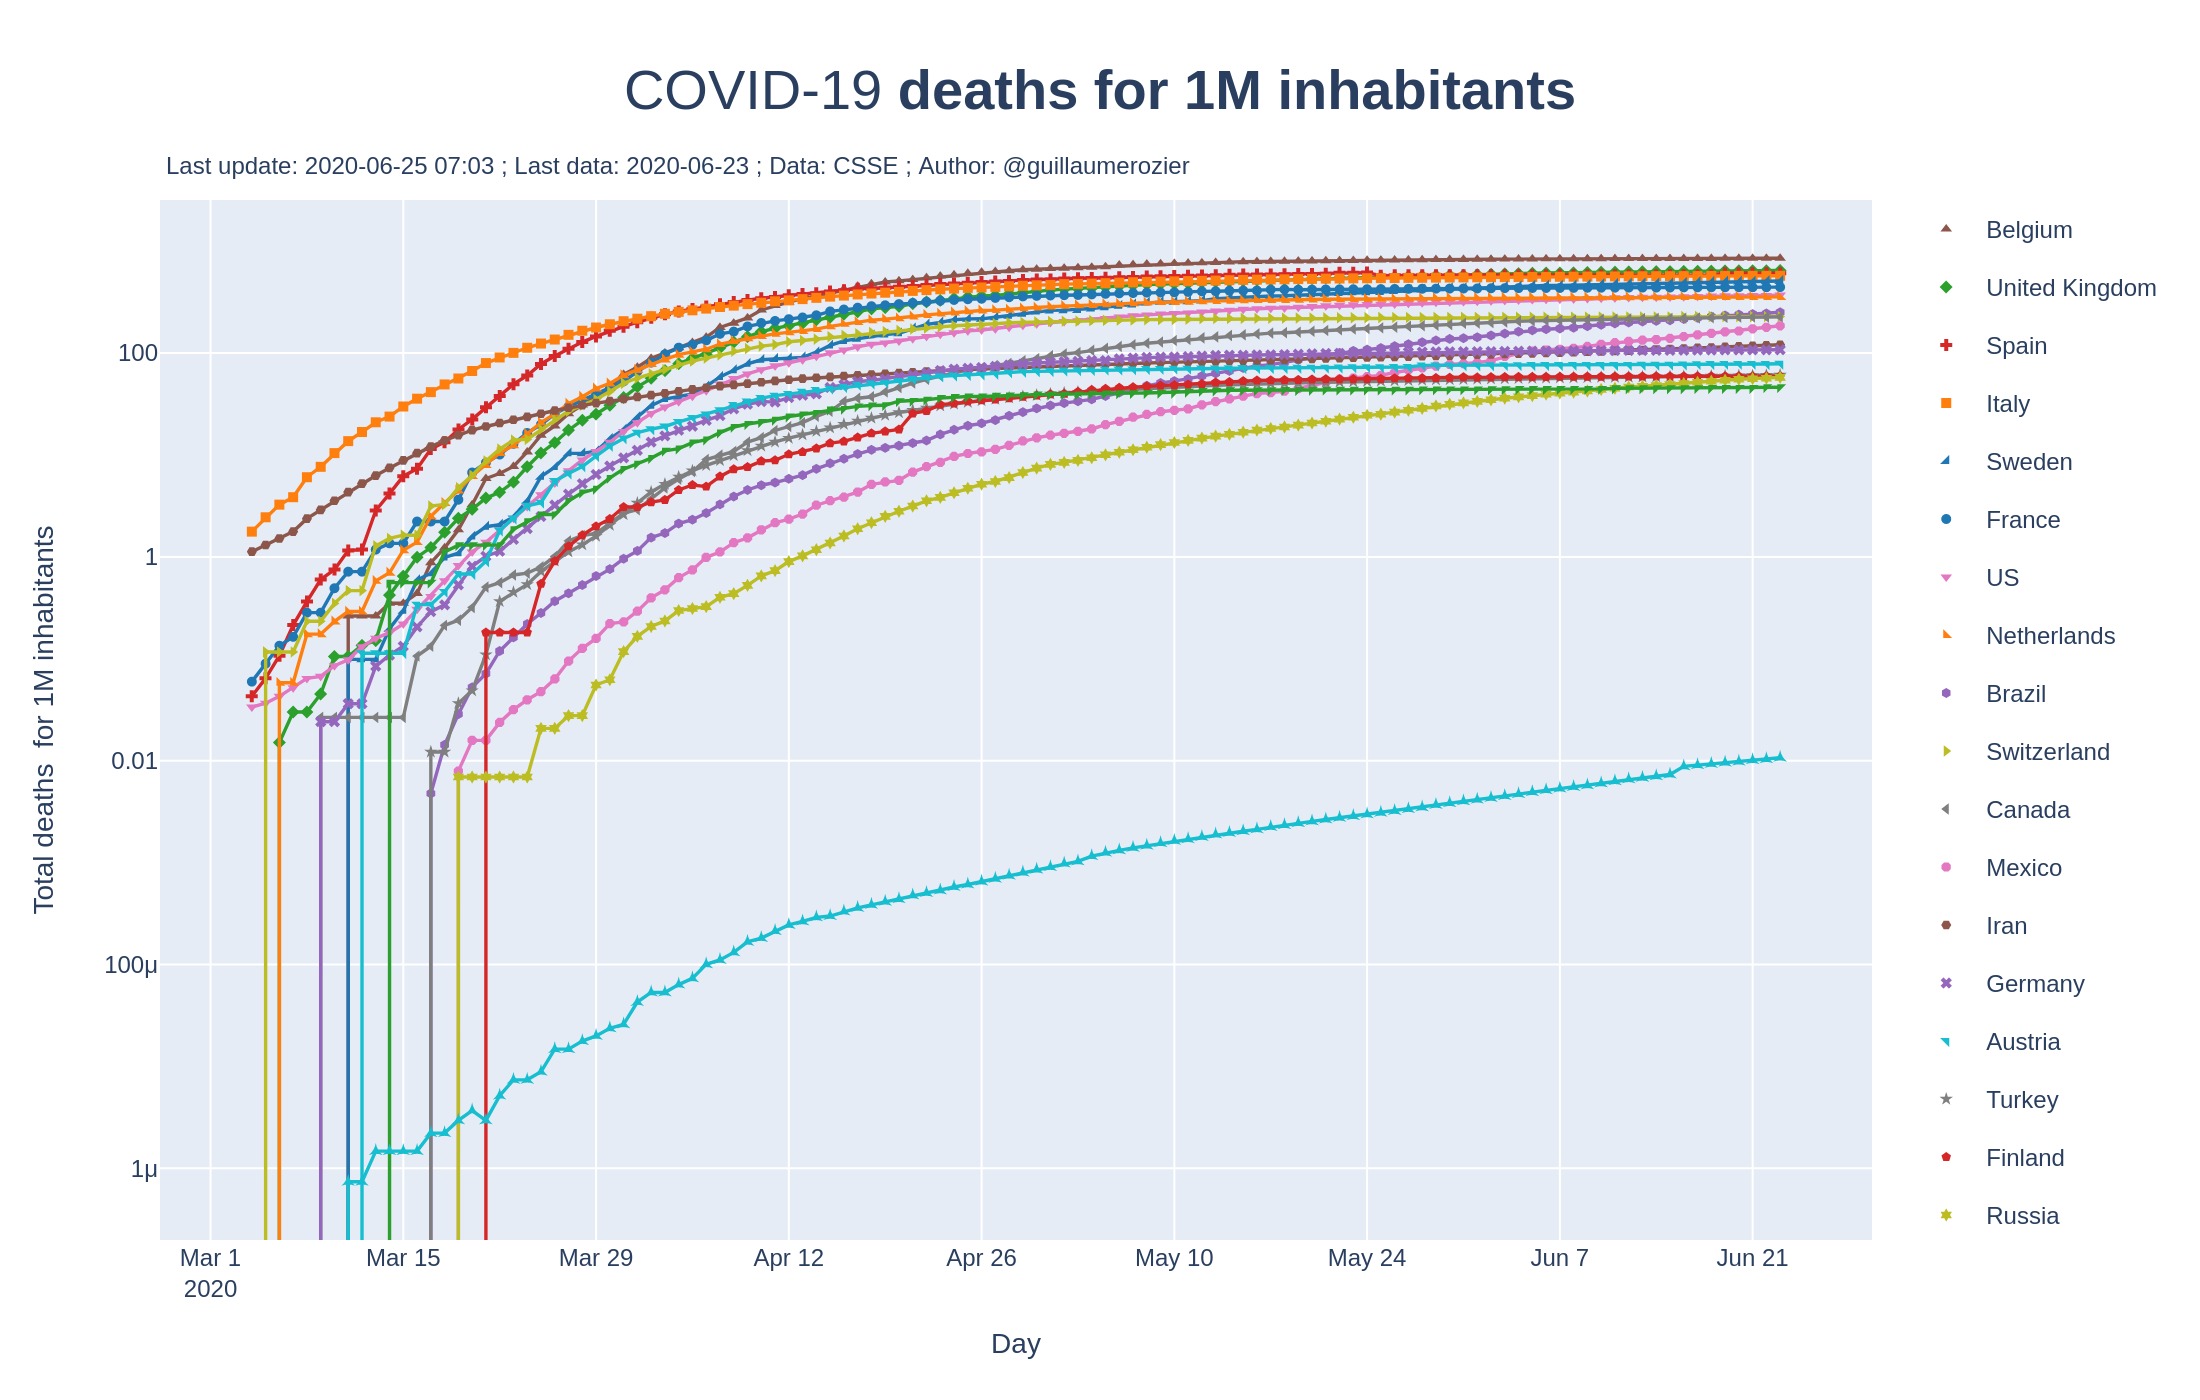 COVID-19 deaths for 1M inhabitants
Last update: 2020-06-25 07:03 ; Last data: 2020-06-23 ; Data: CSSE ; Author: @guillaumerozier
Total deaths for 1M inhabitants
100
1
0.01
100μ
1μ
Mar 1
2020
Mar 15
Mar 29
Apr 12
Apr 26
May 10
May 24
Jun 7
Jun 21
Day
Belgium
United Kingdom
Spain
Italy
Sweden
France
US
Netherlands
Brazil
Switzerland
Canada
Mexico
Iran
Germany
Austria
Turkey
Finland
Russia